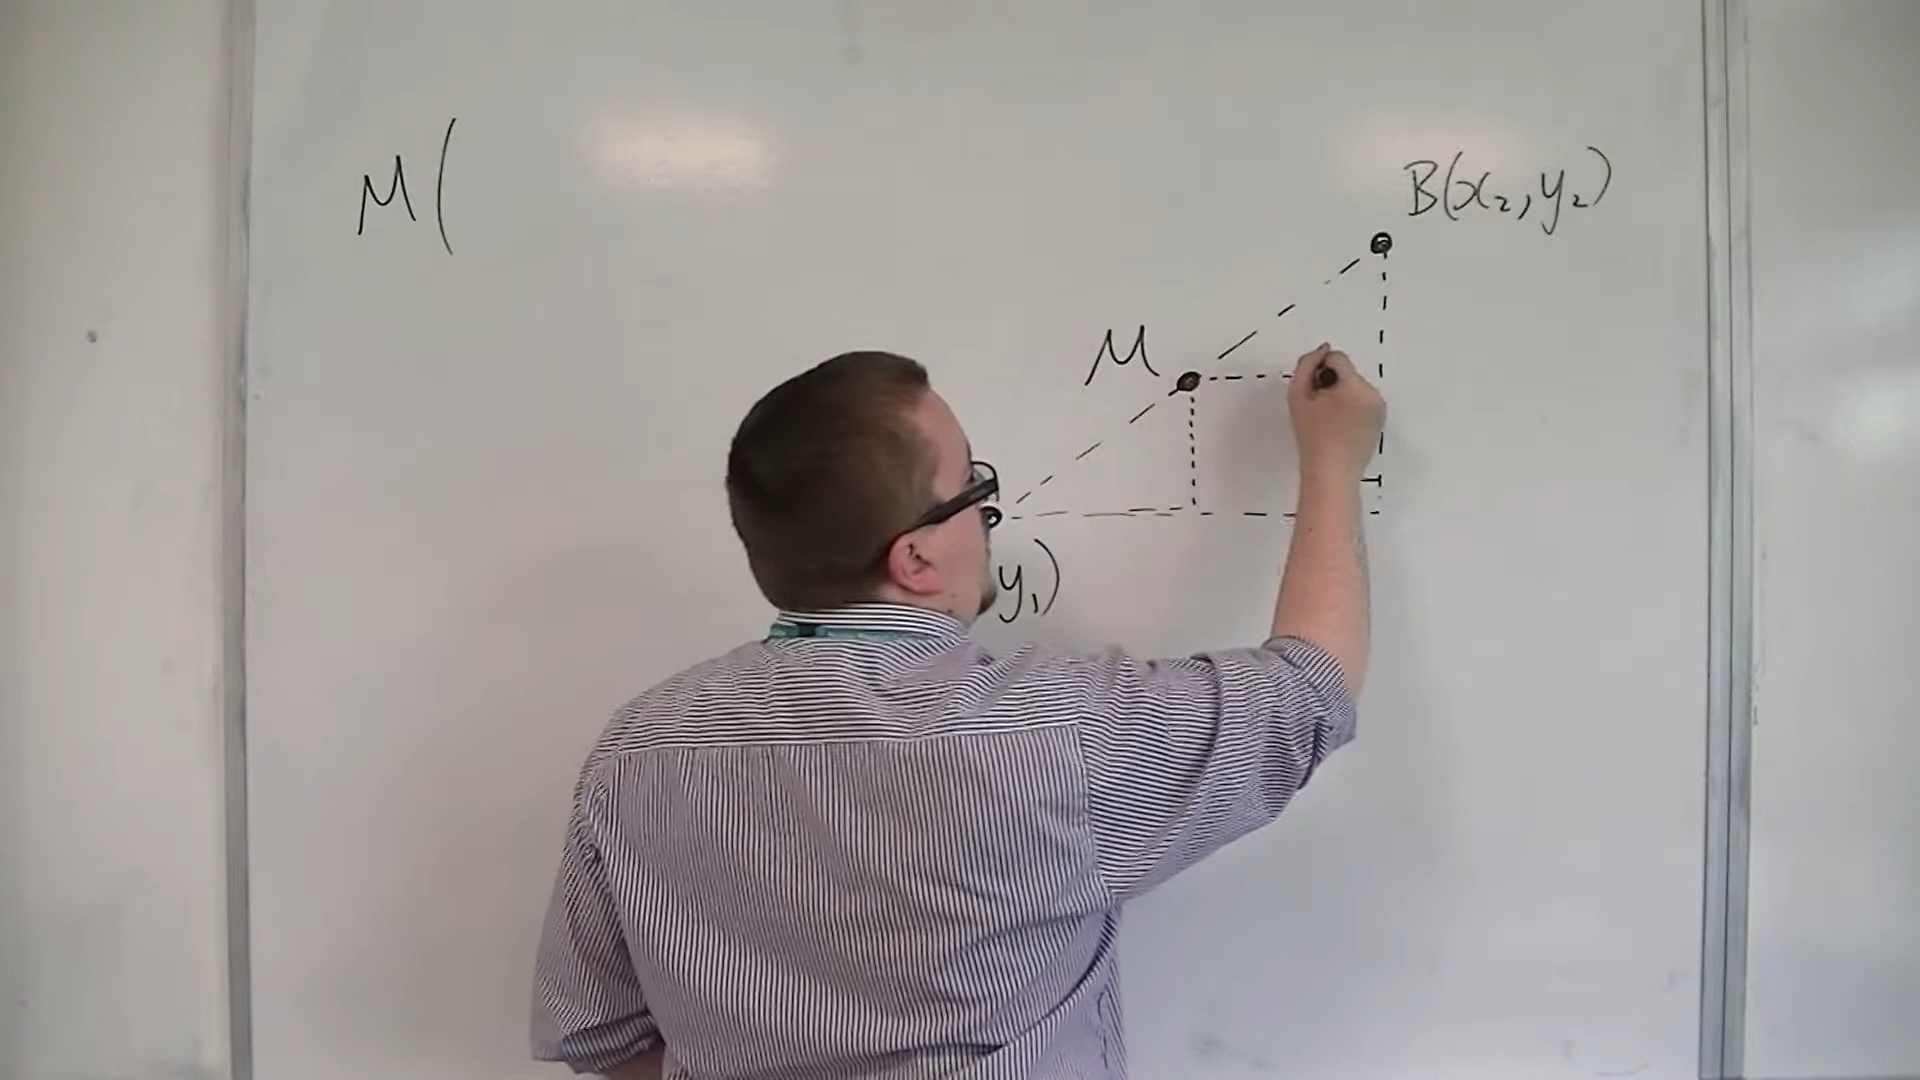 M(
B(x₂, y₂)
M
y₁)